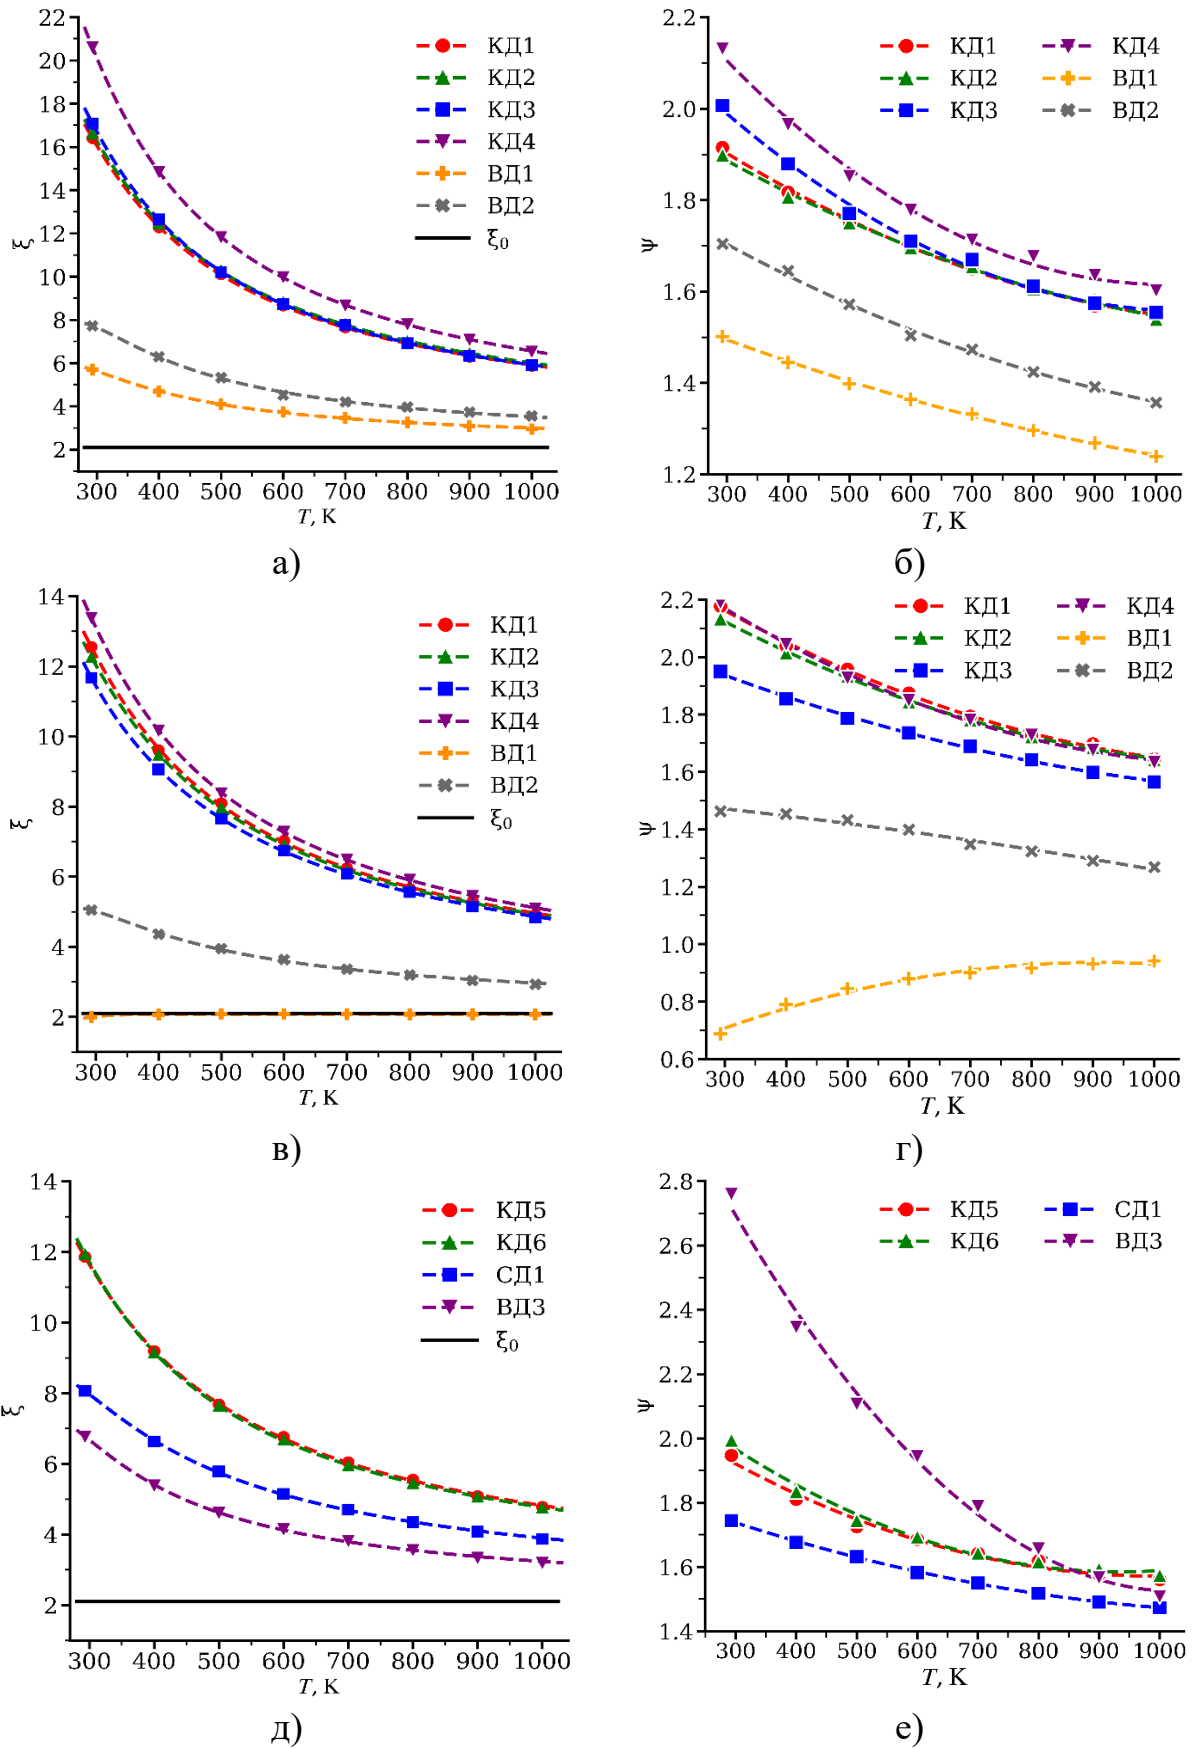 22
20
18
16
14
12
10
8
6
4
2
ξ
КД1
КД2
КД3
КД4
ВД1
ВД2
ξ₀
300 400 500 600 700 800 900 1000
T, K
а)
2.2
2.0
1.8
1.6
1.4
1.2
ψ
КД1 КД4
КД2 ВД1
КД3 ВД2
300 400 500 600 700 800 900 1000
T, K
б)
14
12
10
8
6
4
2
ξ
КД1
КД2
КД3
КД4
ВД1
ВД2
ξ₀
300 400 500 600 700 800 900 1000
T, K
в)
2.2
2.0
1.8
1.6
1.4
1.2
1.0
0.8
0.6
ψ
КД1 КД4
КД2 ВД1
КД3 ВД2
300 400 500 600 700 800 900 1000
T, K
г)
14
12
10
8
6
4
2
ξ
КД5
КД6
СД1
ВД3
ξ₀
300 400 500 600 700 800 900 1000
T, K
д)
2.8
2.6
2.4
2.2
2.0
1.8
1.6
1.4
ψ
КД5 СД1
КД6 ВД3
300 400 500 600 700 800 900 1000
T, K
е)